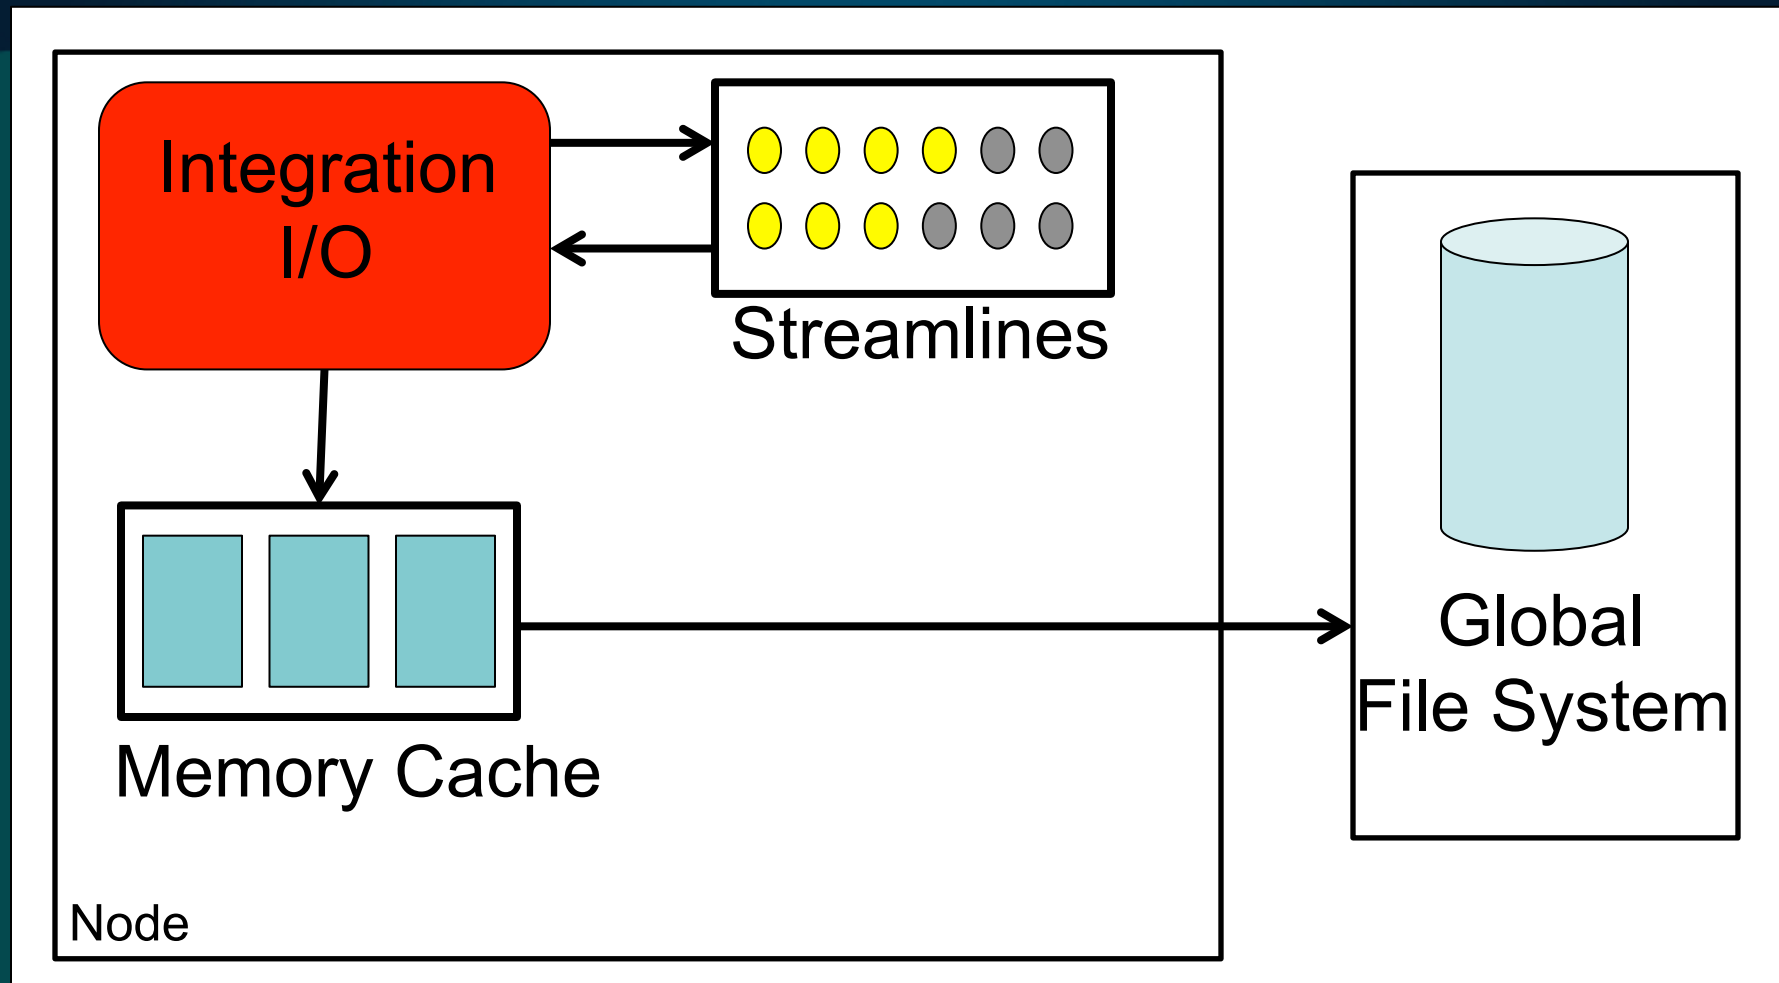 Integration
I/O
Streamlines
Memory Cache
Node
Global
File System